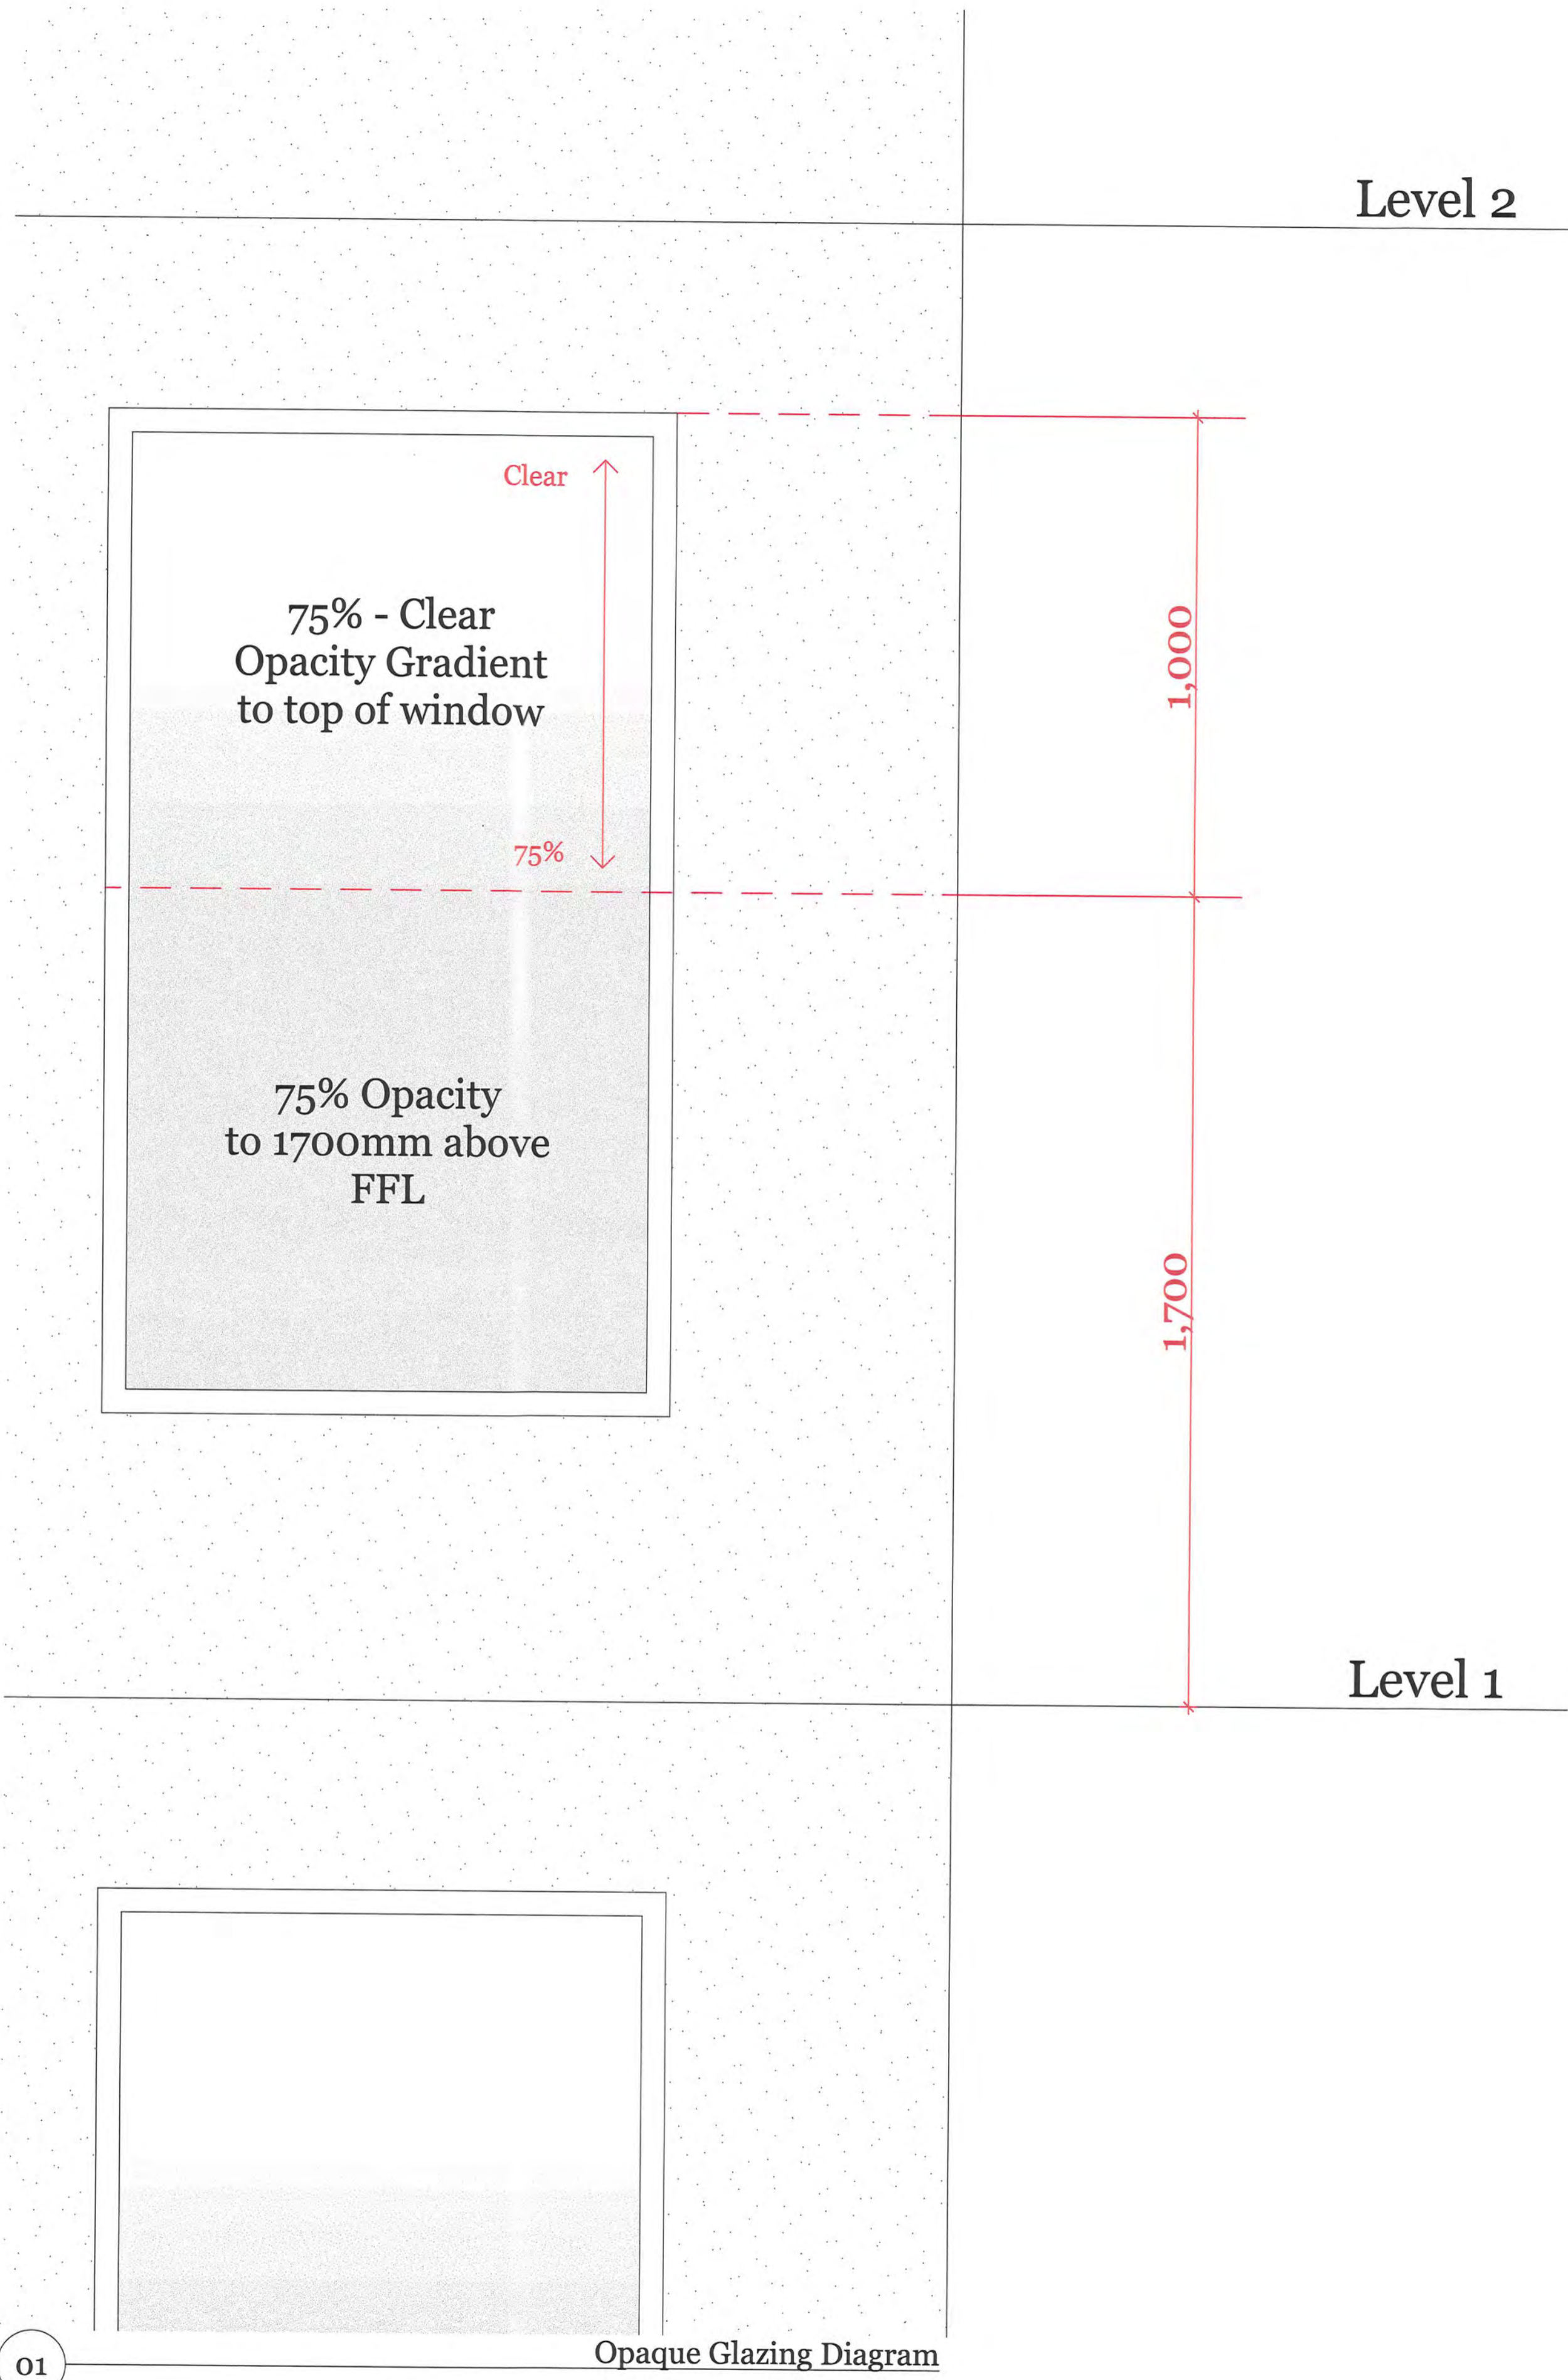 Level 2
Clear
75% - Clear
Opacity Gradient
to top of window
1,000
75%
75% Opacity
to 1700mm above
FFL
1,700
Level 1
Opaque Glazing Diagram
01